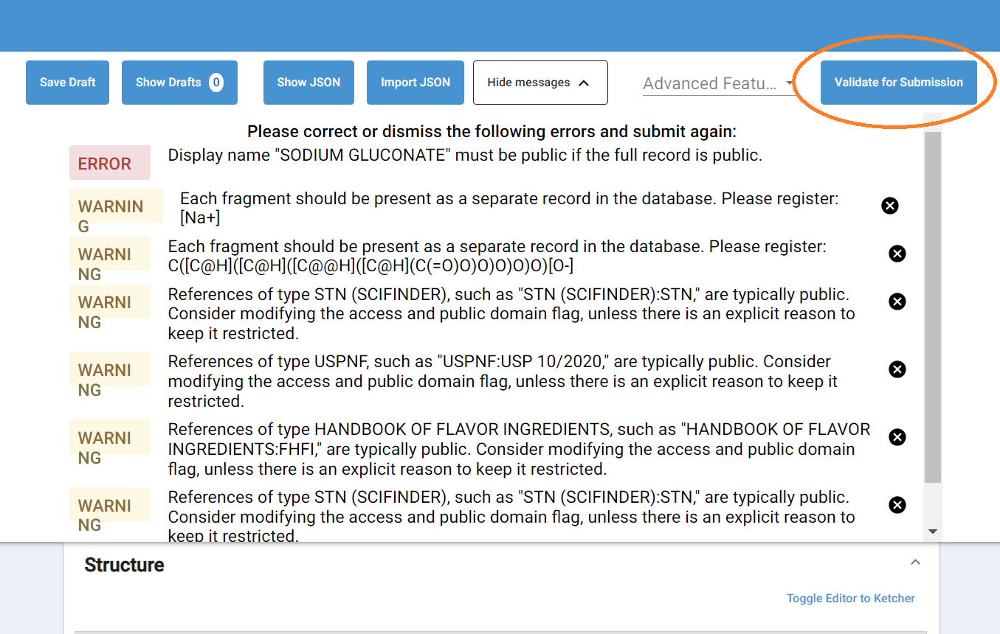 Save Draft
Show Drafts 0
Show JSON
Import JSON
Hide messages
Advanced Featu...
Validate for Submission
Please correct or dismiss the following errors and submit again:
ERROR
Display name "SODIUM GLUCONATE" must be public if the full record is public.
WARNIN
G
Each fragment should be present as a separate record in the database. Please register:
[Na+]
WARNI
NG
Each fragment should be present as a separate record in the database. Please register:
C([C@H]([C@H]([C@@H]([C@H](C(=O)O)O)O)O)O)[O-]
WARNI
NG
References of type STN (SCIFINDER), such as "STN (SCIFINDER):STN," are typically public.
Consider modifying the access and public domain flag, unless there is an explicit reason to
keep it restricted.
WARNI
NG
References of type USPNF, such as "USPNF:USP 10/2020," are typically public. Consider
modifying the access and public domain flag, unless there is an explicit reason to keep it
restricted.
WARNI
NG
References of type HANDBOOK OF FLAVOR INGREDIENTS, such as "HANDBOOK OF FLAVOR
INGREDIENTS:FHFI," are typically public. Consider modifying the access and public domain
flag, unless there is an explicit reason to keep it restricted.
WARNI
NG
References of type STN (SCIFINDER), such as "STN (SCIFINDER):STN," are typically public.
Consider modifying the access and public domain flag, unless there is an explicit reason to
keep it restricted.
Structure
Toggle Editor to Ketcher